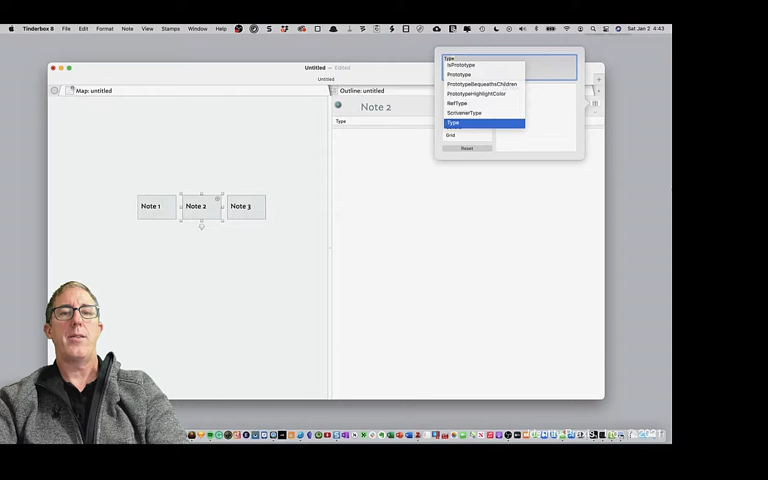 Tinderbox 8 File Edit Format Note View Stamps Window Help Sat Jan 2 4:43
Untitled — Edited
Untitled
Map: untitled
Outline: untitled
Note 2
Type
Type
IsPrototype
Prototype
PrototypeBequeathsChildren
PrototypeHighlightColor
RefType
ScrivenerType
Type
Grid
Reset
Note 1
Note 2
Note 3